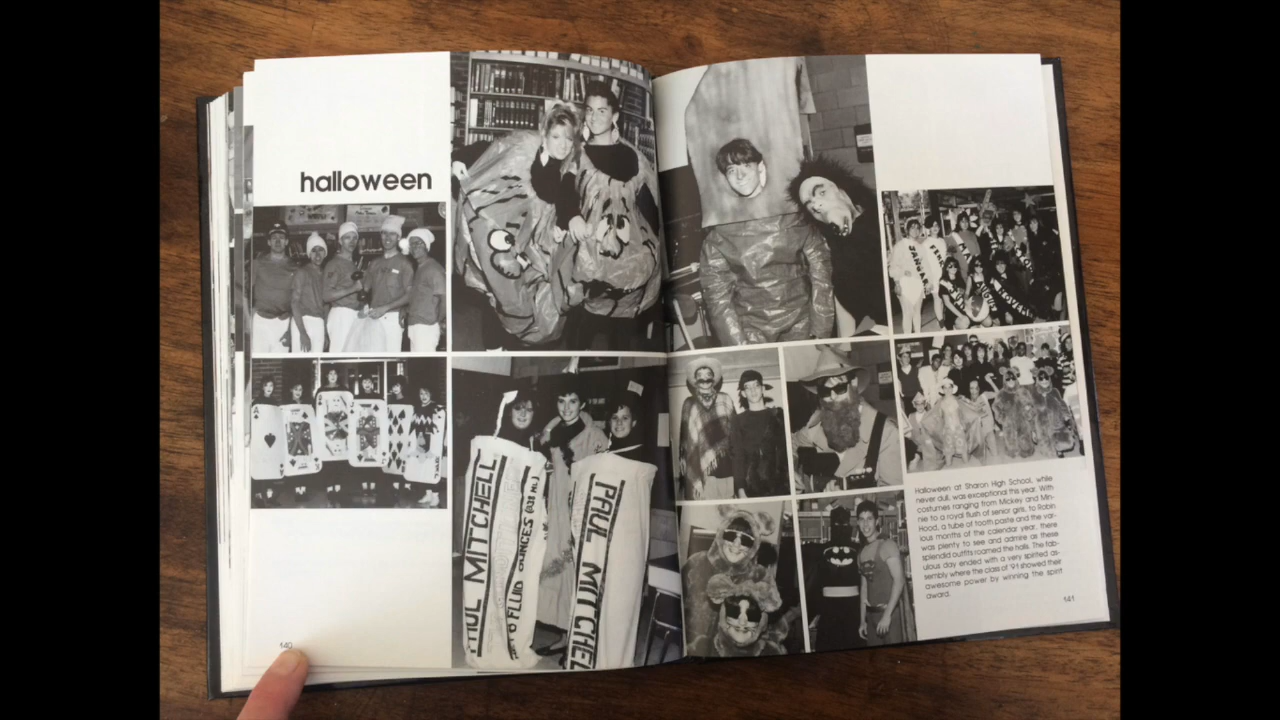 halloween
PAUL MITCHELL
FLUID OUNCES
PAUL MITCHEL
Halloween at Sharon High School, while
never dull, was exceptional this year. With
costumes ranging from Mickey and Min-
nie to a royal flush of senior girls, to Robin
Hood, a tube of tooth paste and the var-
ious months of the calendar year, there
was plenty to see and admire as these
splendid outfits roamed the halls. The fab-
ulous day ended with a very spirited as-
sembly where the class of '91 showed their
awesome power by winning the spirit
award.
140
141